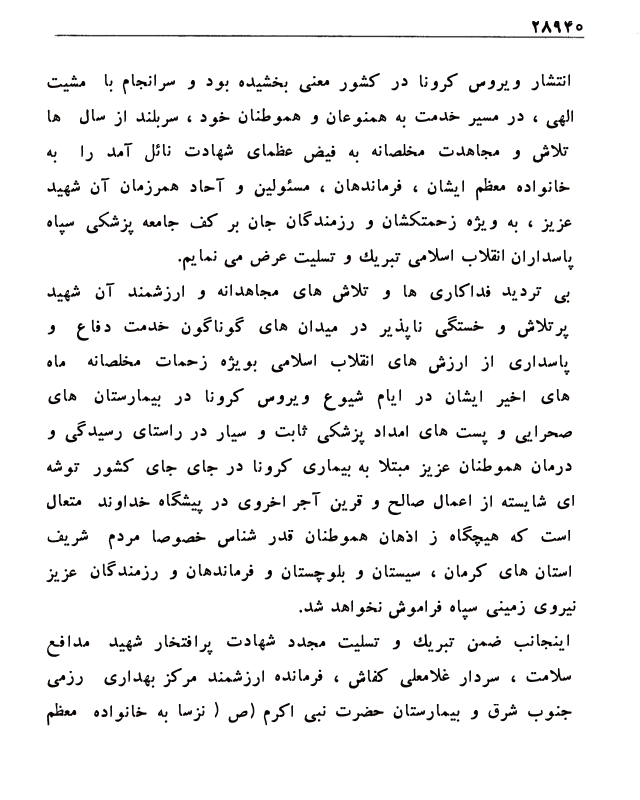 ۲۸۹۴۰
انتشار ویروس کرونا در کشور معنی بخشیده بود و سرانجام با مشیت
الهی ، در مسیر خدمت به همنوعان و هموطنان خود ، سربلند از سال ها
تلاش و مجاهدت مخلصانه به فیض عظمای شهادت نائل آمد را به
خانواده معظم ایشان ، فرماندهان ، مسئولین و آحاد همرزمان آن شهید
عزیز ، به ویژه زحمتکشان و رزمندگان جان بر کف جامعه پزشکی سپاه
پاسداران انقلاب اسلامی تبریك و تسلیت عرض می نمایم.
بی تردید فداکاری ها و تلاش های مجاهدانه و ارزشمند آن شهید
پرتلاش و خستگی ناپذیر در میدان های گوناگون خدمت دفاع و
پاسداری از ارزش های انقلاب اسلامی بویژه زحمات مخلصانه ماه
های اخیر ایشان در ایام شیوع ویروس کرونا در بیمارستان های
صحرایی و پست های امداد پزشکی ثابت و سیار در راستای رسیدگی و
درمان هموطنان عزیز مبتلا به بیماری کرونا در جای جای کشور توشه
ای شایسته از اعمال صالح و قرین آجر اخروی در پیشگاه خداوند متعال
است که هیچگاه ز اذهان هموطنان قدر شناس خصوصا مردم شریف
استان های کرمان ، سیستان و بلوچستان و فرماندهان و رزمندگان عزیز
نیروی زمینی سپاه فراموش نخواهد شد.
اینجانب ضمن تبریك و تسلیت مجدد شهادت پرافتخار شهید مدافع
سلامت ، سردار غلامعلی کفاش ، فرمانده ارزشمند مرکز بهداری رزمی
جنوب شرق و بیمارستان حضرت نبی اکرم (ص ( نزسا به خانواده معظم